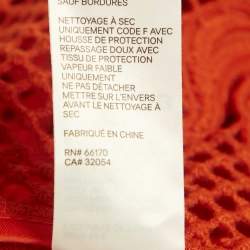 SAUF BORDURES
NETTOYAGE À SEC
UNIQUEMENT CODE F AVEC
HOUSSE DE PROTECTION
REPASSAGE DOUX AVEC
TISSU DE PROTECTION
VAPEUR FAIBLE
UNIQUEMENT
NE PAS DÉTACHER
METTRE SUR L'ENVERS
AVANT LE NETTOYAGE À
SEC
FABRIQUÉ EN CHINE
RN# 66170
CA# 32054